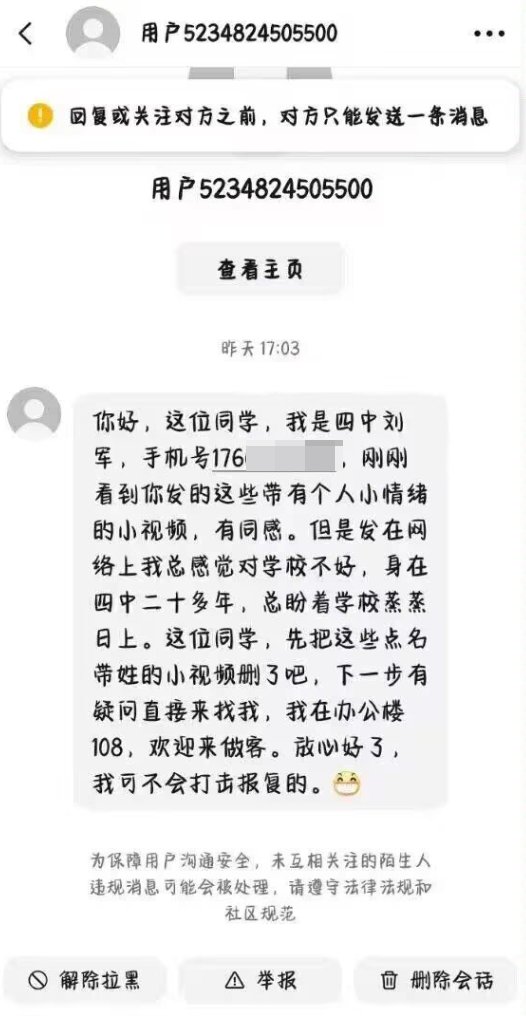 用户5234824505500
回复或关注对方之前，对方只能发送一条消息
用户5234824505500
查看主页
昨天 17:03
你好，这位同学，我是四中刘
军，手机号176，刚刚
看到你发的这些带有个人小情绪
的小视频，有同感。但是发在网
络上我总感觉对学校不好，身在
四中二十多年，总盼着学校蒸蒸
日上。这位同学，先把这些点名
带姓的小视频删了吧，下一步有
疑问直接来找我，我在办公楼
108，欢迎来做客。放心好了，
我可不会打击报复的。😁
为保障用户沟通安全，未互相关注的陌生人
违规消息可能会被处理，请遵守法律法规和
社区规范
解除拉黑
举报
删除会话